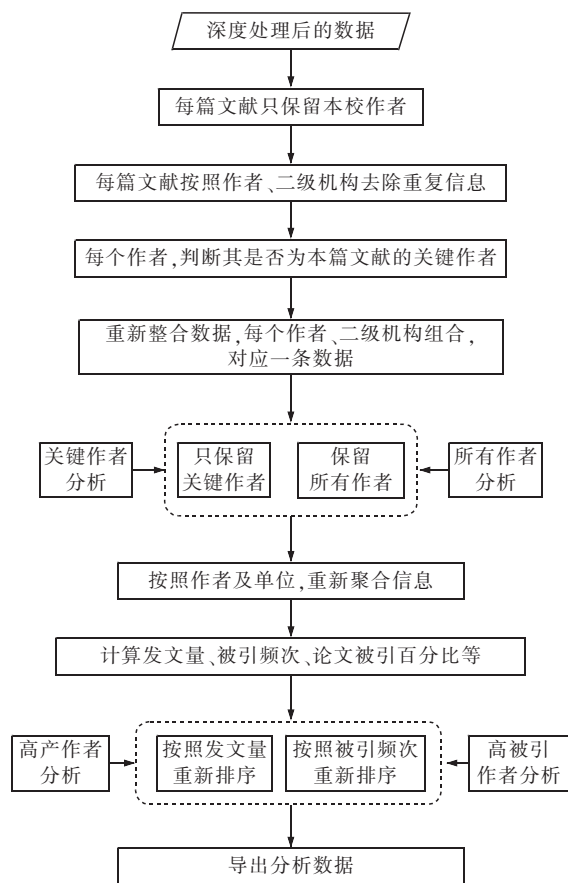 深度处理后的数据
每篇文献只保留本校作者
每篇文献按照作者、二级机构去除重复信息
每个作者,判断其是否为本篇文献的关键作者
重新整合数据,每个作者、二级机构组合,
对应一条数据
关键作者
分析
只保留
关键作者
保留
所有作者
所有作者
分析
按照作者及单位,重新聚合信息
计算发文量、被引频次、论文被引百分比等
高产作者
分析
按照发文量
重新排序
按照被引频次
重新排序
高被引
作者分析
导出分析数据